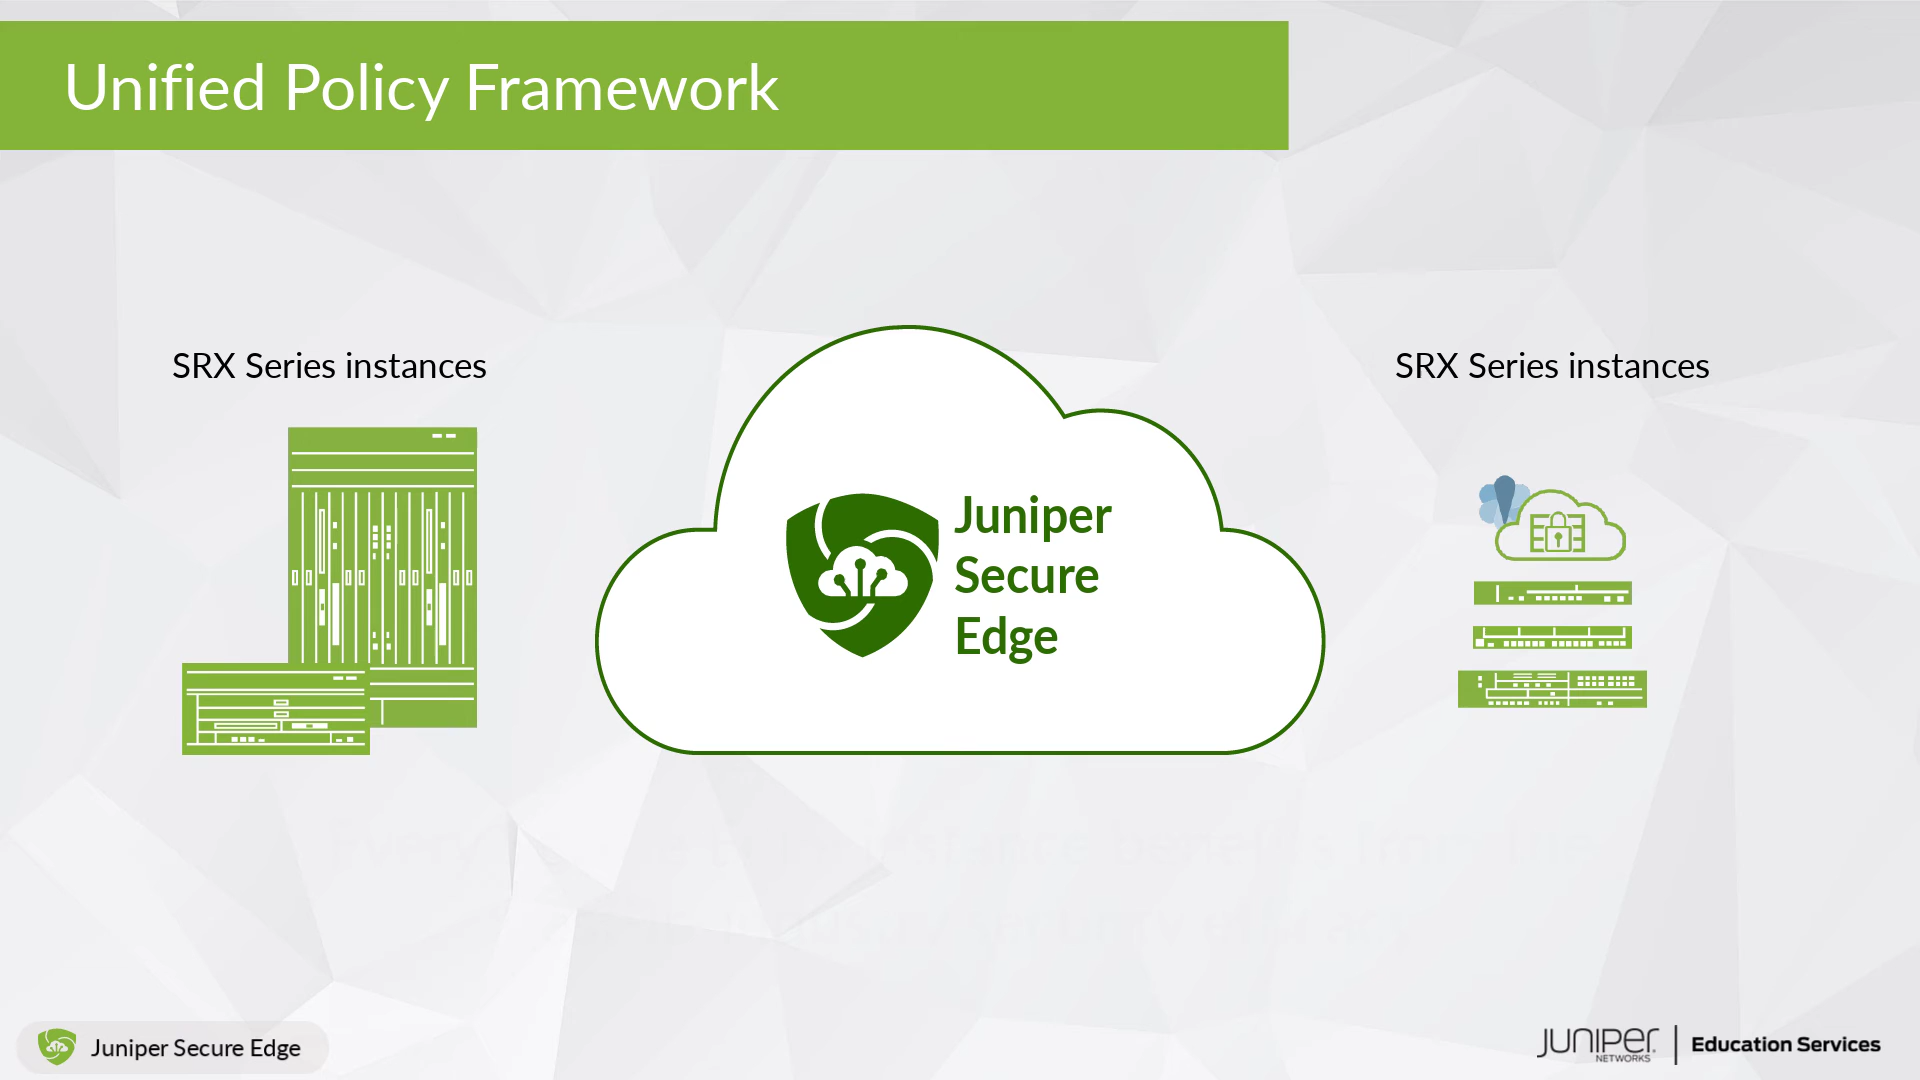 Unified Policy Framework
SRX Series instances
SRX Series instances
Juniper
Secure
Edge
Juniper Secure Edge
JUNIPER
NETWORKS
Education Services